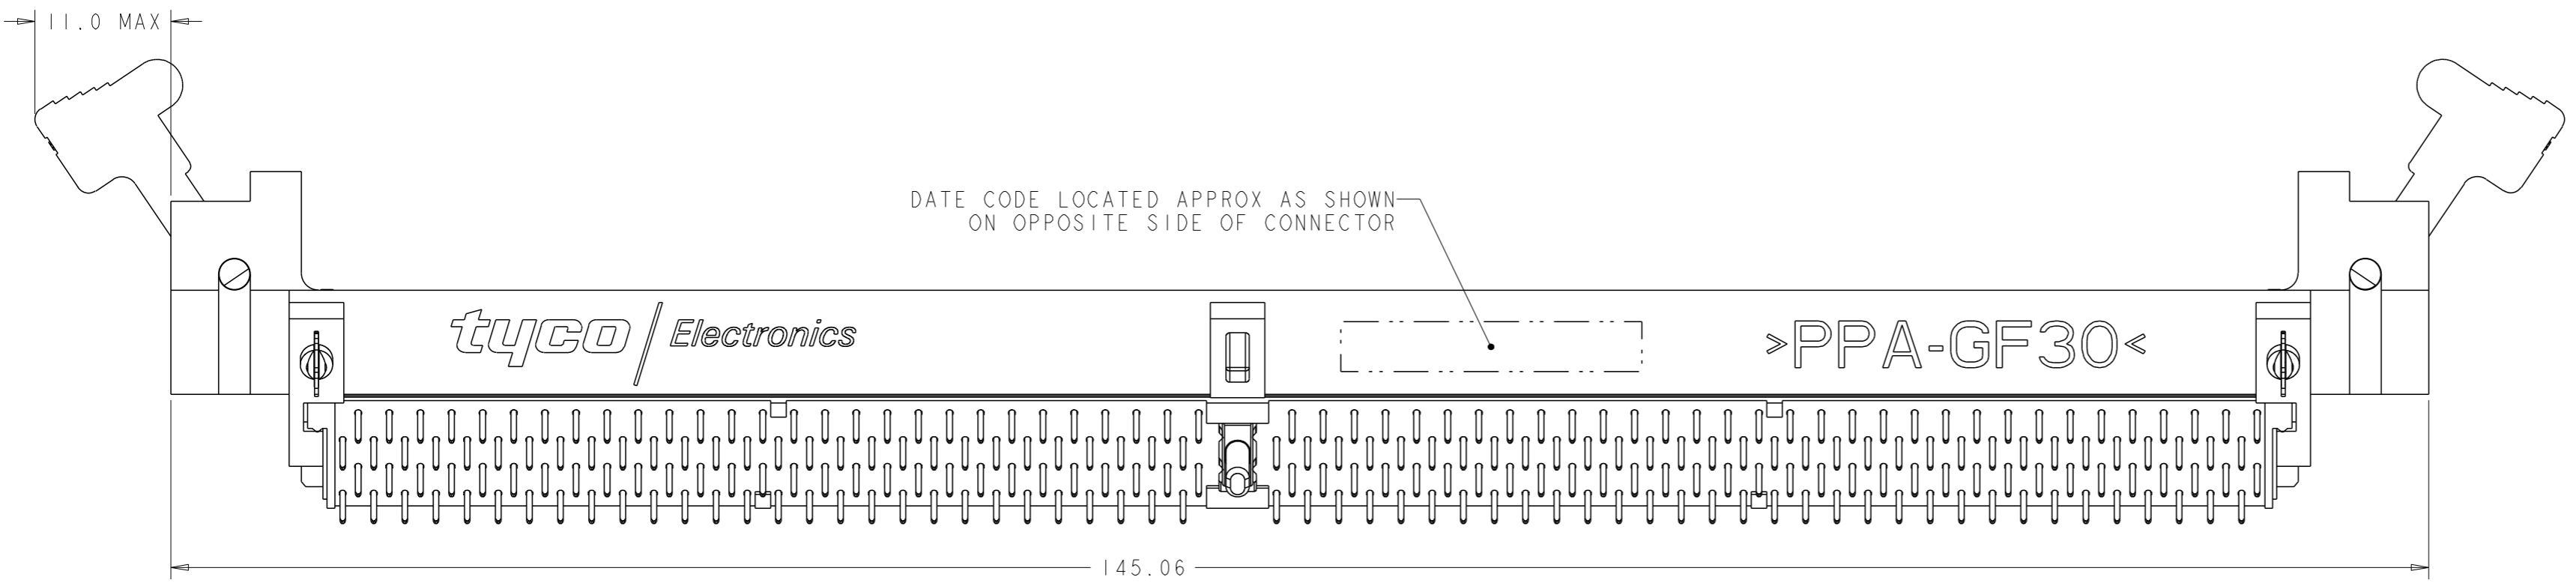 11.0 MAX
DATE CODE LOCATED APPROX AS SHOWN
ON OPPOSITE SIDE OF CONNECTOR
tyco / Electronics
>PPA-GF30<
145.06